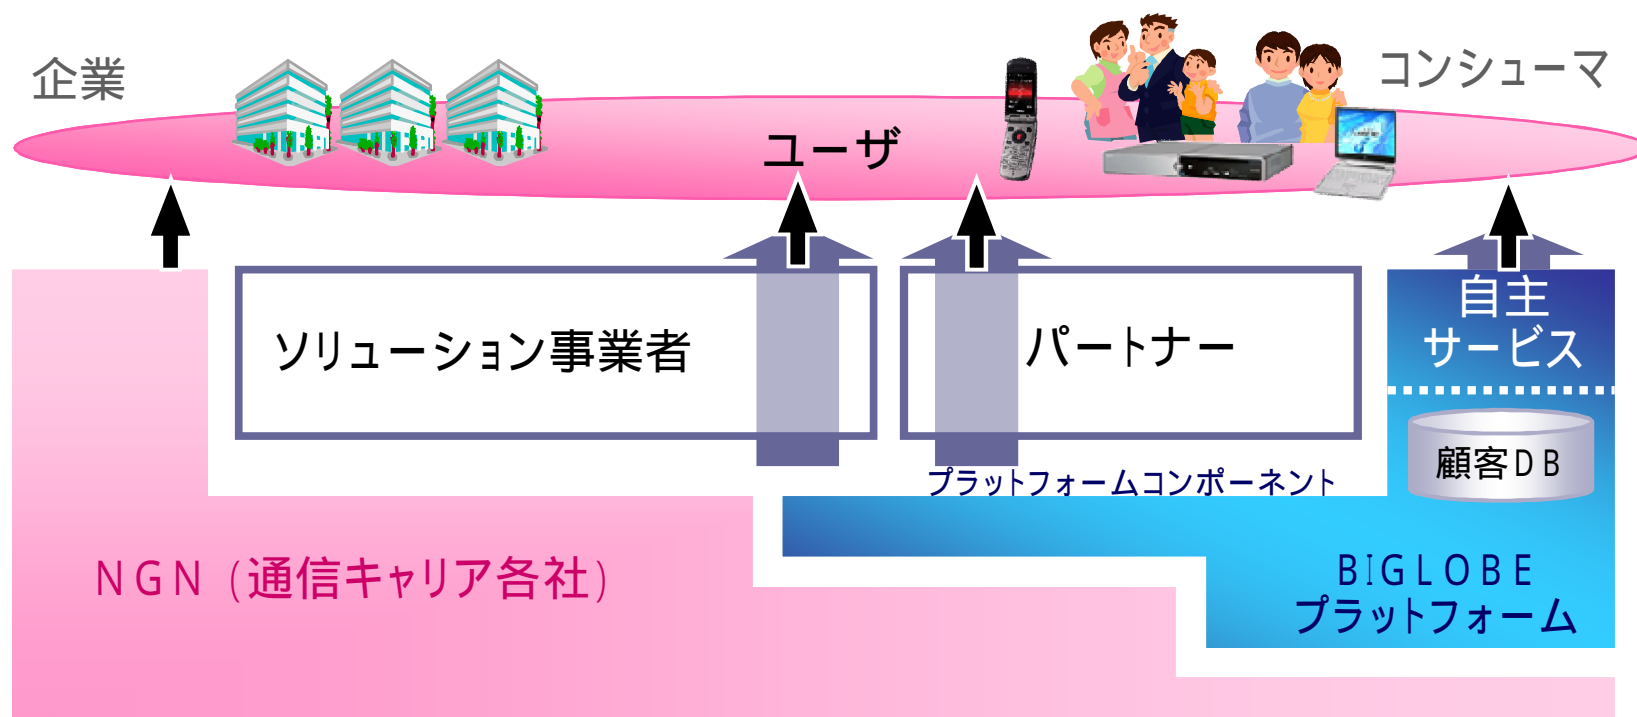 企業
コンシューマ
ユーザ
ソリューション事業者
パートナー
自主
サービス
顧客DB
プラットフォームコンポーネント
NGN (通信キャリア各社)
BIGLOBE
プラットフォーム